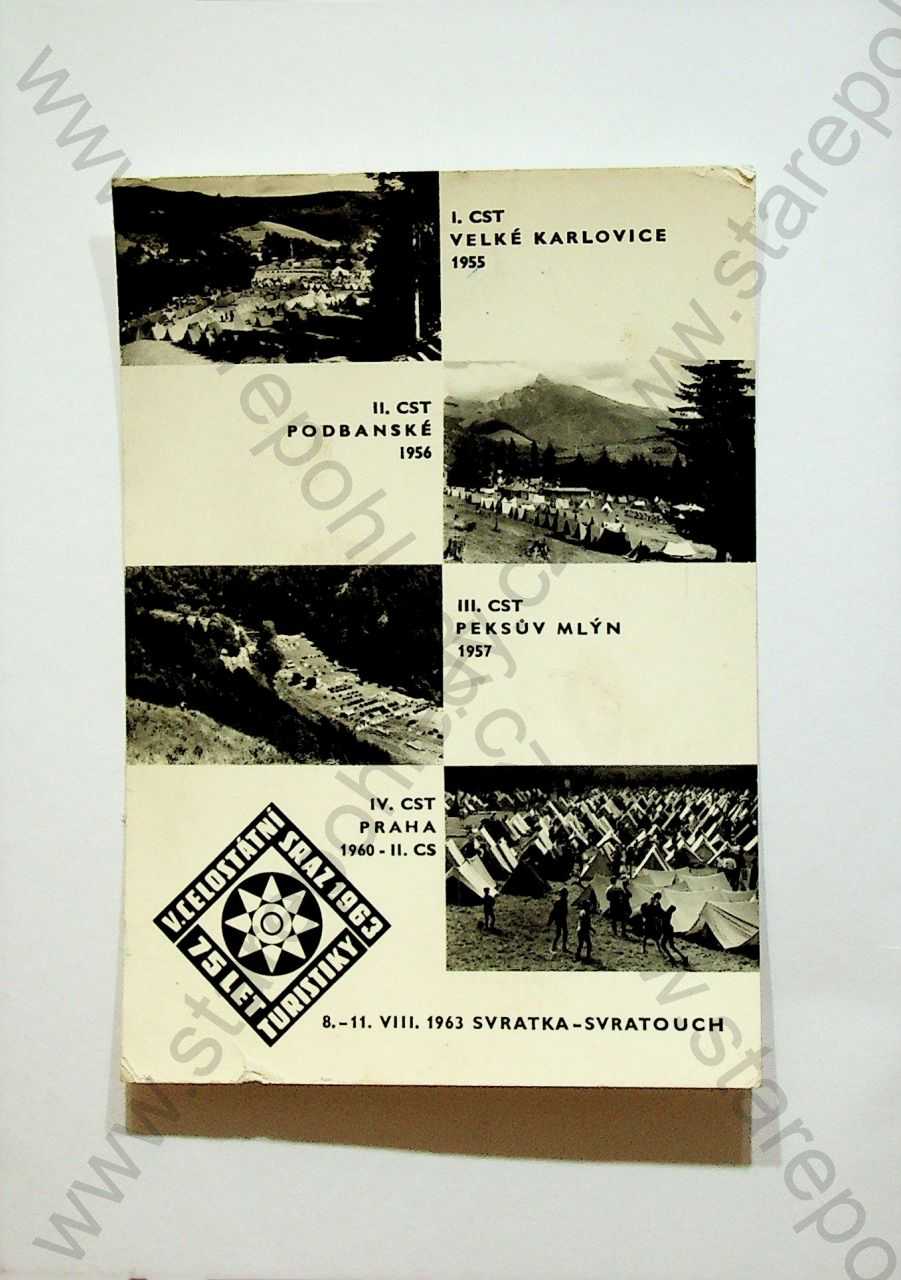 I. CST
VELKÉ KARLOVICE
1955
II. CST
PODBANSKÉ
1956
III. CST
PEKSŮV MLÝN
1957
IV. CST
PRAHA
1960 - II. CS
V. CELOSTÁTNÍ
SRAZ 1963
75 LET
TURISTIKY
8. – 11. VIII. 1963 SVRATKA – SVRATOUCH